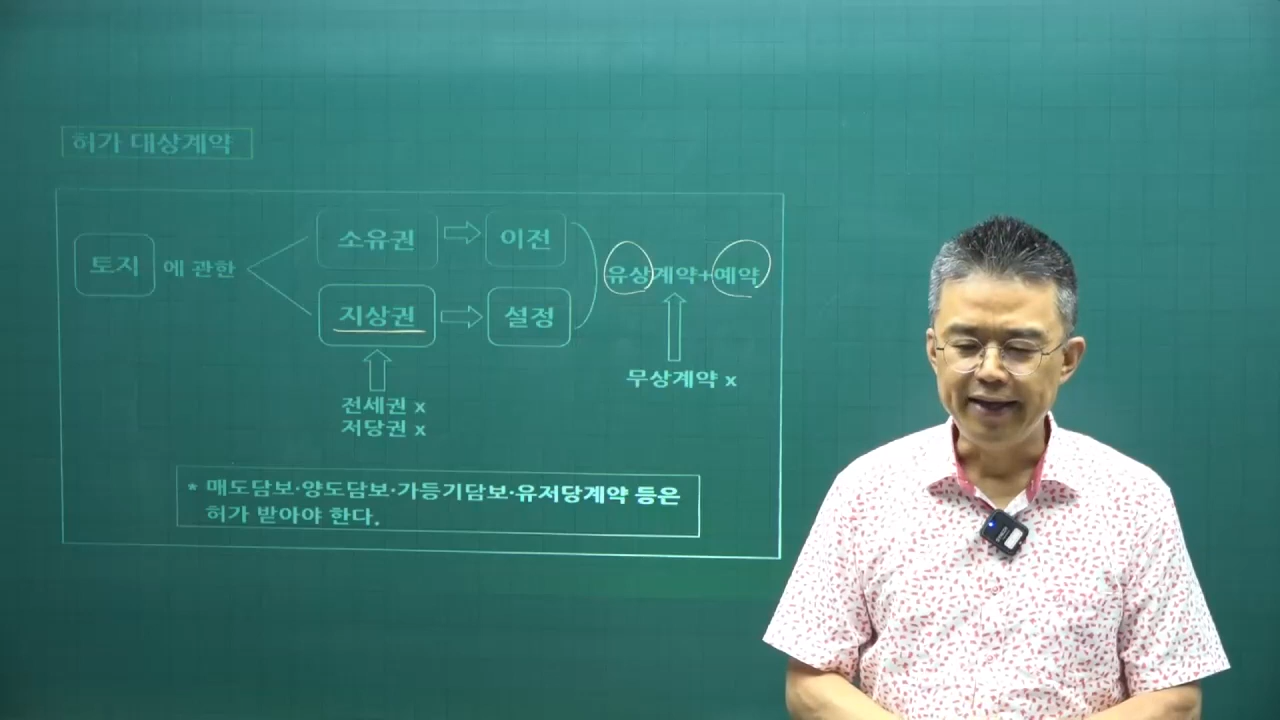 허가 대상계약
토지 에 관한
소유권 이전
지상권 설정
유상계약+예약
무상계약 x
전세권 x
저당권 x
* 매도담보·양도담보·가등기담보·유저당계약 등은
허가 받아야 한다.